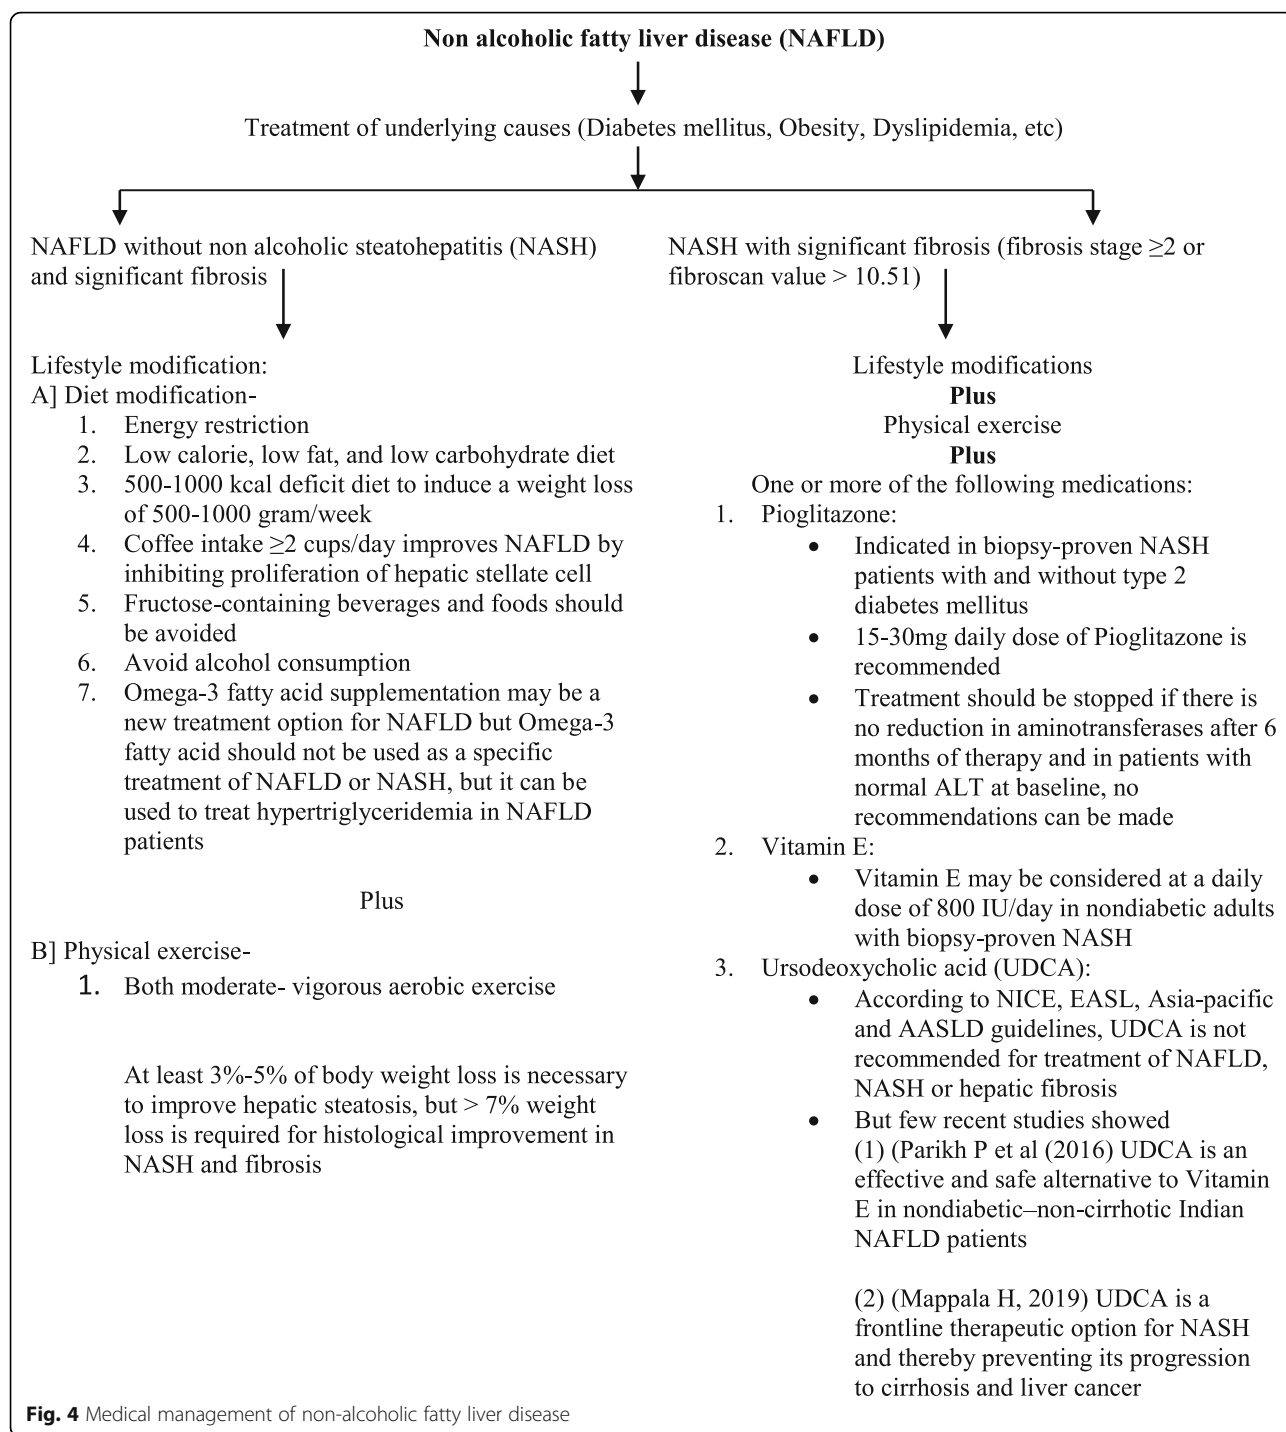 Non alcoholic fatty liver disease (NAFLD)
Treatment of underlying causes (Diabetes mellitus, Obesity, Dyslipidemia, etc)
NAFLD without non alcoholic steatohepatitis (NASH)
and significant fibrosis
Lifestyle modification:
A] Diet modification-
1. Energy restriction
2. Low calorie, low fat, and low carbohydrate diet
3. 500-1000 kcal deficit diet to induce a weight loss
of 500-1000 gram/week
4. Coffee intake ≥2 cups/day improves NAFLD by
inhibiting proliferation of hepatic stellate cell
5. Fructose-containing beverages and foods should
be avoided
6. Avoid alcohol consumption
7. Omega-3 fatty acid supplementation may be a
new treatment option for NAFLD but Omega-3
fatty acid should not be used as a specific
treatment of NAFLD or NASH, but it can be
used to treat hypertriglyceridemia in NAFLD
patients
Plus
B] Physical exercise-
1. Both moderate- vigorous aerobic exercise
At least 3%-5% of body weight loss is necessary
to improve hepatic steatosis, but > 7% weight
loss is required for histological improvement in
NASH and fibrosis
NASH with significant fibrosis (fibrosis stage ≥2 or
fibroscan value > 10.51)
Lifestyle modifications
Plus
Physical exercise
Plus
One or more of the following medications:
1. Pioglitazone:
• Indicated in biopsy-proven NASH
patients with and without type 2
diabetes mellitus
• 15-30mg daily dose of Pioglitazone is
recommended
• Treatment should be stopped if there is
no reduction in aminotransferases after 6
months of therapy and in patients with
normal ALT at baseline, no
recommendations can be made
2. Vitamin E:
• Vitamin E may be considered at a daily
dose of 800 IU/day in nondiabetic adults
with biopsy-proven NASH
3. Ursodeoxycholic acid (UDCA):
• According to NICE, EASL, Asia-pacific
and AASLD guidelines, UDCA is not
recommended for treatment of NAFLD,
NASH or hepatic fibrosis
• But few recent studies showed
(1) (Parikh P et al (2016) UDCA is an
effective and safe alternative to Vitamin
E in nondiabetic–non-cirrhotic Indian
NAFLD patients
(2) (Mappala H, 2019) UDCA is a
frontline therapeutic option for NASH
and thereby preventing its progression
to cirrhosis and liver cancer
Fig. 4 Medical management of non-alcoholic fatty liver disease